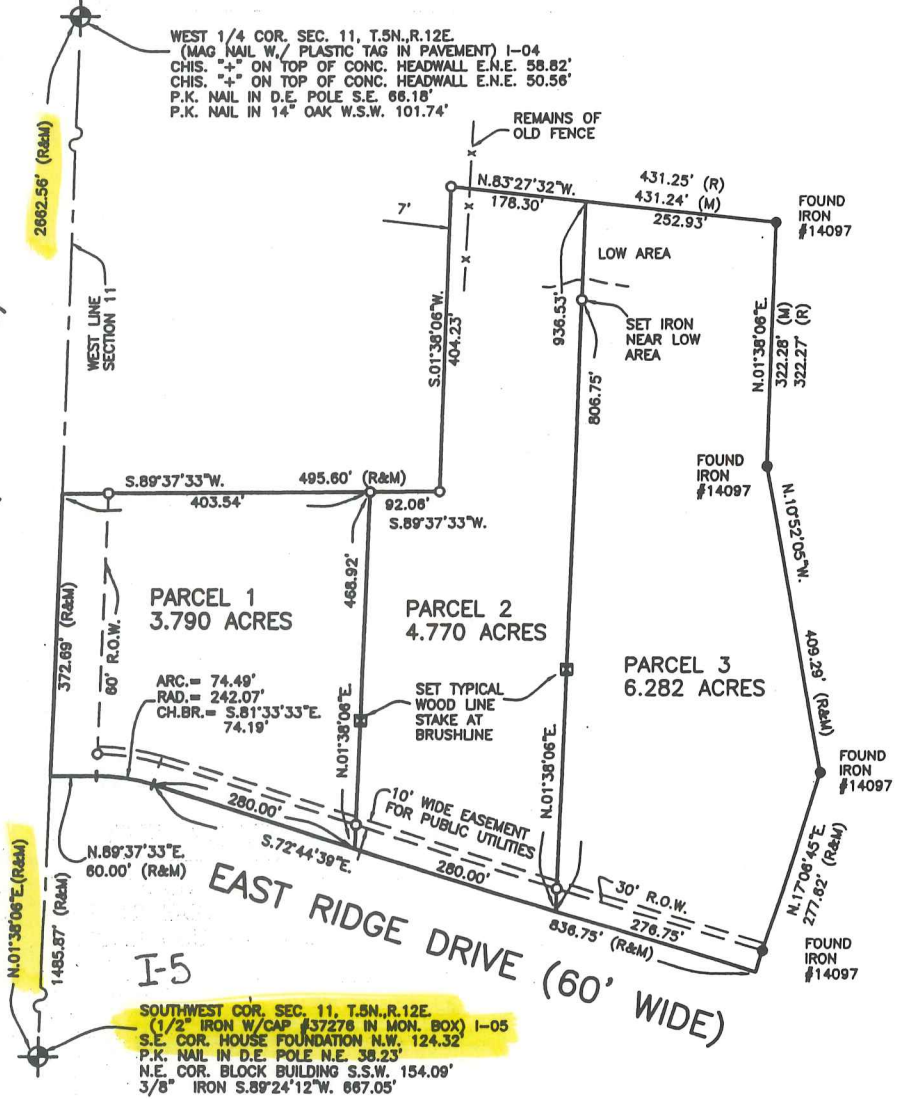 WEST 1/4 COR. SEC. 11, T.5N.,R.12E.
(MAG NAIL W./ PLASTIC TAG IN PAVEMENT) I-04
CHIS. "+" ON TOP OF CONC. HEADWALL E.N.E. 58.82'
CHIS. "+" ON TOP OF CONC. HEADWALL E.N.E. 50.56'
P.K. NAIL IN D.E. POLE S.E. 66.18'
P.K. NAIL IN 14" OAK W.S.W. 101.74'
2662.56' (R&M)
REMAINS OF
OLD FENCE
7'
N.83°27'32"W.
178.30'
431.25' (R)
431.24' (M)
252.93'
FOUND
IRON
#14097
LOW AREA
WEST LINE
SECTION 11
S.01°38'06"W.
404.23'
936.53'
SET IRON
NEAR LOW
AREA
806.75'
N.01°38'06"E.
322.28' (M)
322.27' (R)
FOUND
IRON
#14097
S.89°37'33"W.
403.54'
495.60' (R&M)
92.06'
S.89°37'33"W.
N.10°52'05"W.
409.29' (R&M)
468.92'
372.69' (R&M)
60' R.O.W.
PARCEL 1
3.790 ACRES
PARCEL 2
4.770 ACRES
PARCEL 3
6.282 ACRES
ARC.= 74.49'
RAD.= 242.07'
CH.BR.= S.81°33'33"E.
74.19'
SET TYPICAL
WOOD LINE
STAKE AT
BRUSHLINE
N.01°38'06"E.
N.01°38'06"E.
FOUND
IRON
#14097
280.00'
10' WIDE EASEMENT
FOR PUBLIC UTILITIES
N.89°37'33"E.
60.00' (R&M)
S.72°44'39"E.
280.00'
30' R.O.W.
276.75'
836.75' (R&M)
N.17°06'45"E.
277.62' (R&M)
FOUND
IRON
#14097
EAST RIDGE DRIVE (60' WIDE)
N.01°38'06"E.(R&M)
1485.87' (R&M)
I-5
SOUTHWEST COR. SEC. 11, T.5N.,R.12E.
(1/2" IRON W/CAP #37276 IN MON. BOX) I-05
S.E. COR. HOUSE FOUNDATION N.W. 124.32'
P.K. NAIL IN D.E. POLE N.E. 38.23'
N.E. COR. BLOCK BUILDING S.S.W. 154.09'
3/8" IRON S.89°24'12"W. 667.05'